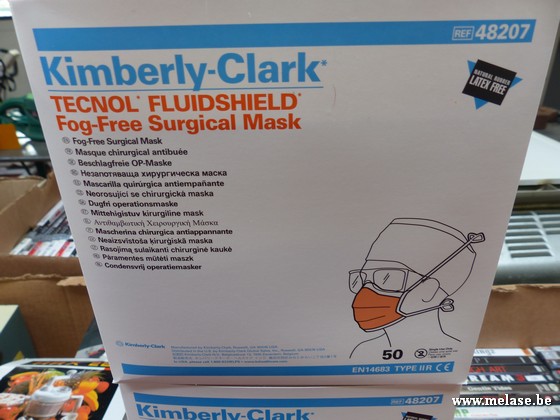 REF 48207
Kimberly-Clark*
NATURAL RUBBER
LATEX FREE
TECNOL* FLUIDSHIELD*
Fog-Free Surgical Mask
Fog-Free Surgical Mask
Masque chirurgical antibuée
Beschlagfreie OP-Maske
Незапотяваща хирургическа маска
Mascarilla quirúrgica antiempañante
Neorosujíci se chirurgická maska
Dugfri operationsmaske
Mittehigistuv kirurgiline mask
Αντιθαμβωτική Χειρουργική Μάσκα
Mascherina chirurgica antiappannante
Neaizsvīstoša ķirurģiskā maska
Rasojimą sulaikanti chirurginė kaukė
Páramentes műtéti maszk
Condensvrij operatiemasker
Kimberly-Clark
50
EN14683 TYPE IIR CE
REF 48207
www.melase.be